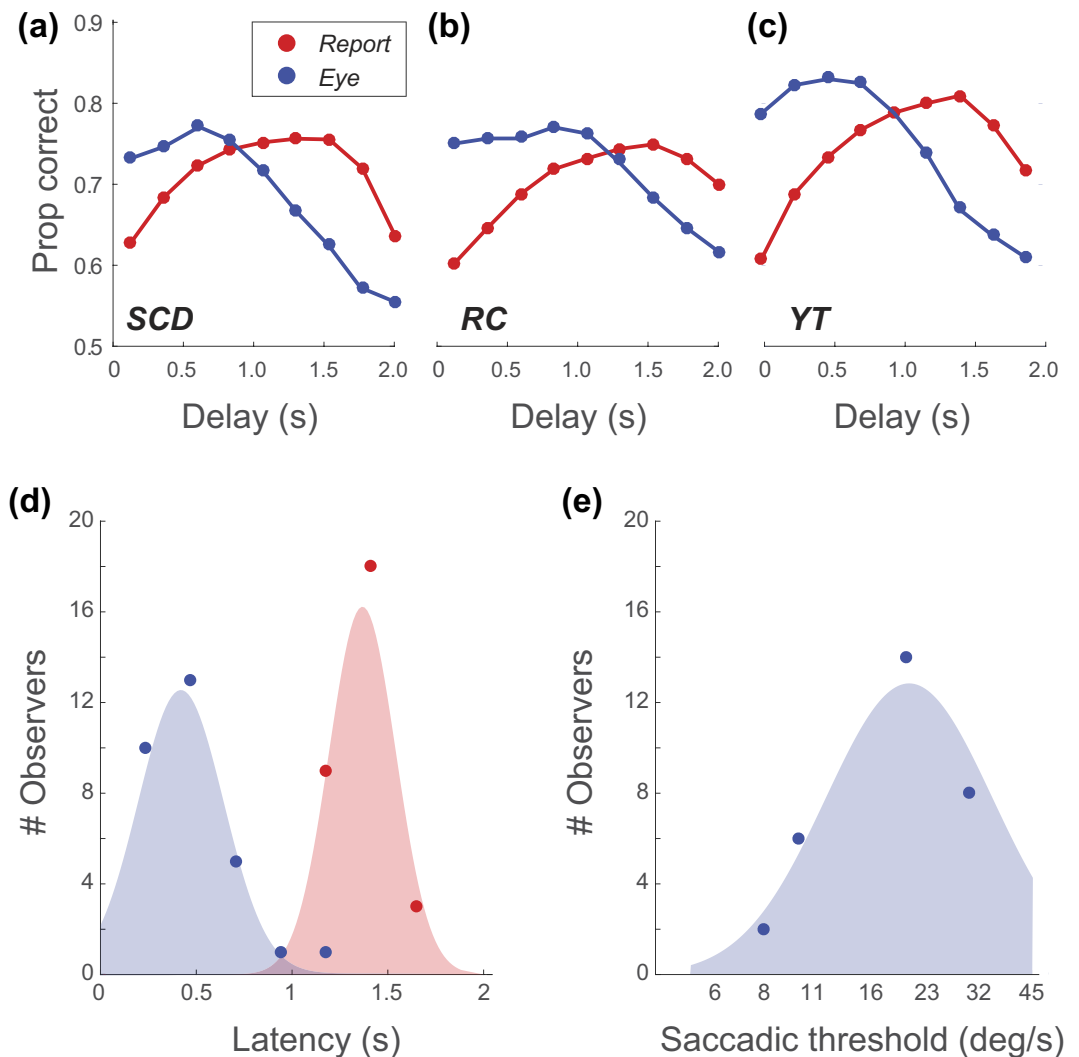 (a)
(b)
(c)
Report
Eye
Prop correct
0.9
0.8
0.7
0.6
0.5
SCD
RC
YT
0 0.5 1.0 1.5 2.0
0 0.5 1.0 1.5 2.0
0 0.5 1.0 1.5 2.0
Delay (s)
Delay (s)
Delay (s)
(d)
# Observers
20
16
12
8
4
0
0 0.5 1 1.5 2
Latency (s)
(e)
# Observers
20
16
12
8
4
0
6 8 11 16 23 32 45
Saccadic threshold (deg/s)